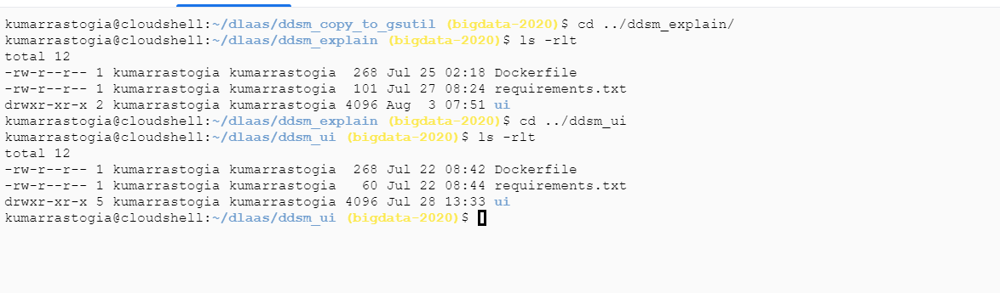 kumarrastogia@cloudshell:~/dlaas/ddsm_copy_to_gsutil (bigdata-2020)$ cd ../ddsm_explain/
kumarrastogia@cloudshell:~/dlaas/ddsm_explain (bigdata-2020)$ ls -rlt
total 12
-rw-r--r-- 1 kumarrastogia kumarrastogia  268 Jul 25 02:18 Dockerfile
-rw-r--r-- 1 kumarrastogia kumarrastogia  101 Jul 27 08:24 requirements.txt
drwxr-xr-x 2 kumarrastogia kumarrastogia 4096 Aug  3 07:51 ui
kumarrastogia@cloudshell:~/dlaas/ddsm_explain (bigdata-2020)$ cd ../ddsm_ui
kumarrastogia@cloudshell:~/dlaas/ddsm_ui (bigdata-2020)$ ls -rlt
total 12
-rw-r--r-- 1 kumarrastogia kumarrastogia  268 Jul 22 08:42 Dockerfile
-rw-r--r-- 1 kumarrastogia kumarrastogia   60 Jul 22 08:44 requirements.txt
drwxr-xr-x 5 kumarrastogia kumarrastogia 4096 Jul 28 13:33 ui
kumarrastogia@cloudshell:~/dlaas/ddsm_ui (bigdata-2020)$